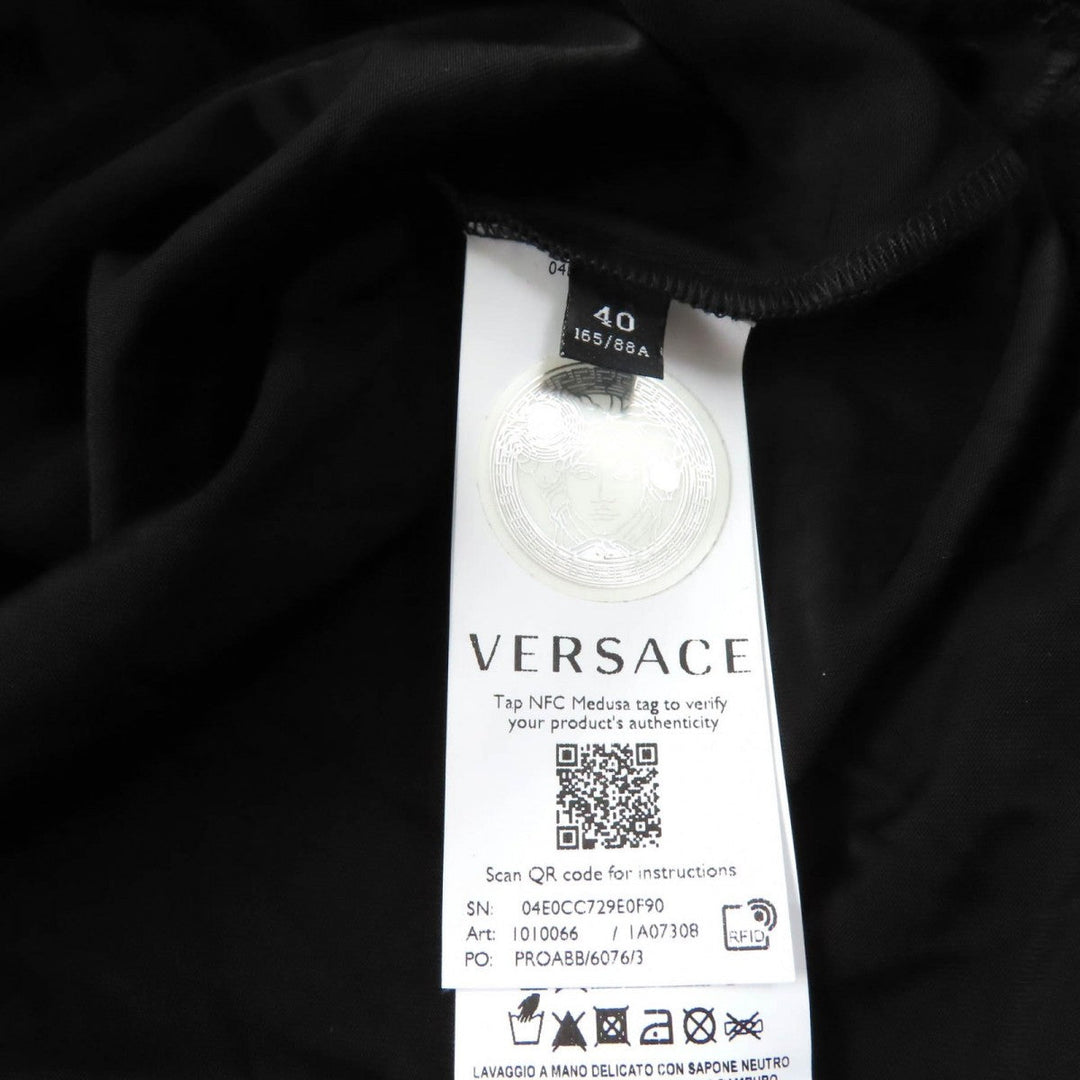 04
40
165/88A
VERSACE
Tap NFC Medusa tag to verify
your product's authenticity
Scan QR code for instructions
SN: 04E0CC729E0F90
Art: 1010066 / 1A07308
PO: PROABB/6076/3
RFID
LAVAGGIO A MANO DELICATO CON SAPONE NEUTRO